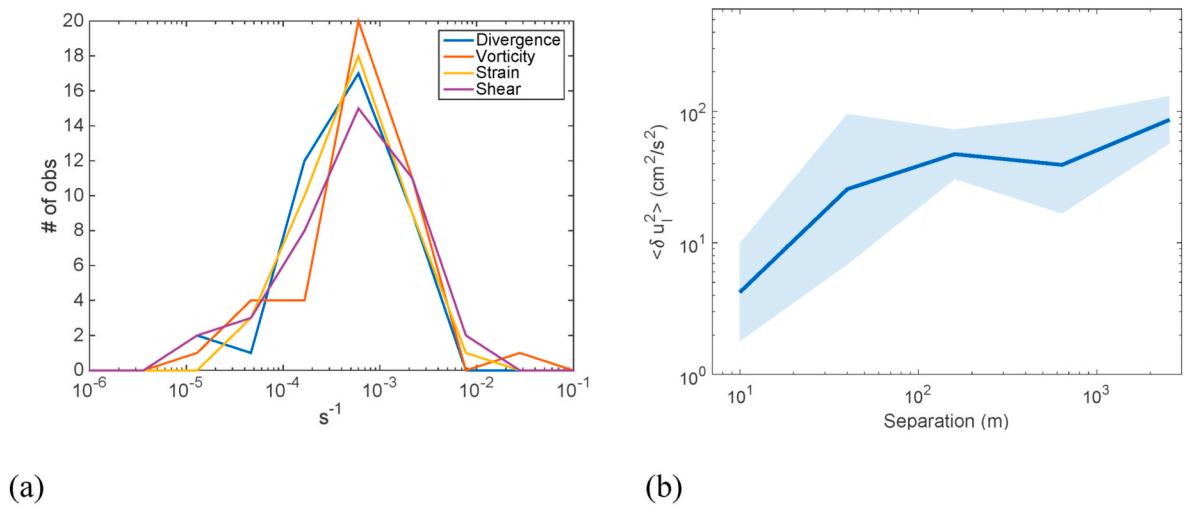 20
18
16
14
12
10
8
6
4
2
0
# of obs
Divergence
Vorticity
Strain
Shear
10⁻⁶ 10⁻⁵ 10⁻⁴ 10⁻³ 10⁻² 10⁻¹
s⁻¹
(a)
10²
10¹
10⁰
<δ u_l²> (cm²/s²)
10¹ 10² 10³
Separation (m)
(b)